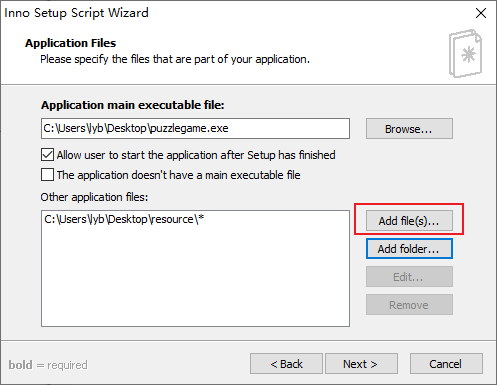 Inno Setup Script Wizard
Application Files
Please specify the files that are part of your application.
Application main executable file:
C:\Users\lyb\Desktop\puzzlegame.exe
Browse...
Allow user to start the application after Setup has finished
The application doesn't have a main executable file
Other application files:
C:\Users\lyb\Desktop\resource\*
Add file(s)...
Add folder...
Edit...
Remove
bold = required
< Back
Next >
Cancel